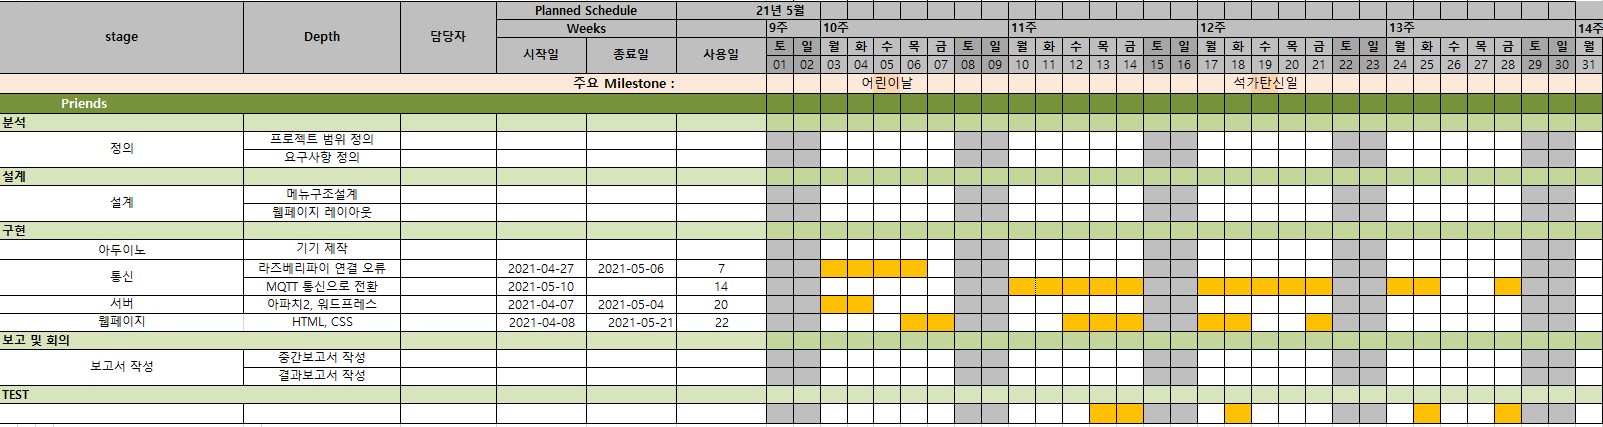 Planned Schedule 21년 5월
stage Depth 담당자 Weeks 9주 10주 11주 12주 13주 14주
시작일 종료일 사용일 토 일 월 화 수 목 금 토 일 월 화 수 목 금 토 일 월 화 수 목 금 토 일 월 화 수 목 금 토 일 월
01 02 03 04 05 06 07 08 09 10 11 12 13 14 15 16 17 18 19 20 21 22 23 24 25 26 27 28 29 30 31
주요 Milestone : 어린이날 석가탄신일
Priends
분석
정의 프로젝트 범위 정의
요구사항 정의
설계
설계 메뉴구조설계
웹페이지 레이아웃
구현
아두이노 기기 제작
통신 라즈베리파이 연결 오류 2021-04-27 2021-05-06 7
MQTT 통신으로 전환 2021-05-10 14
서버 아파치2, 워드프레스 2021-04-07 2021-05-04 20
웹페이지 HTML, CSS 2021-04-08 2021-05-21 22
보고 및 회의
보고서 작성 중간보고서 작성
결과보고서 작성
TEST